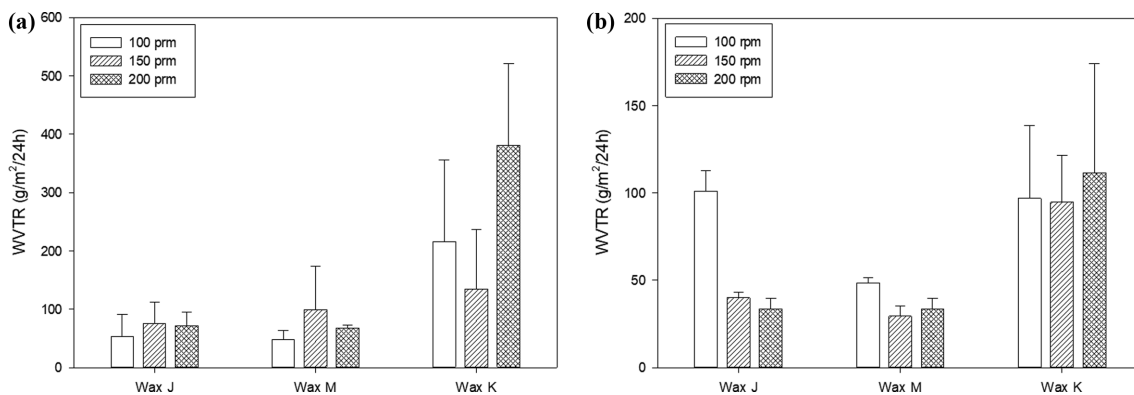 (a)
600
500
400
300
200
100
0
WVTR (g/m²/24h)
100 prm
150 prm
200 prm
Wax J
Wax M
Wax K
(b)
200
150
100
50
0
WVTR (g/m²/24h)
100 rpm
150 rpm
200 rpm
Wax J
Wax M
Wax K